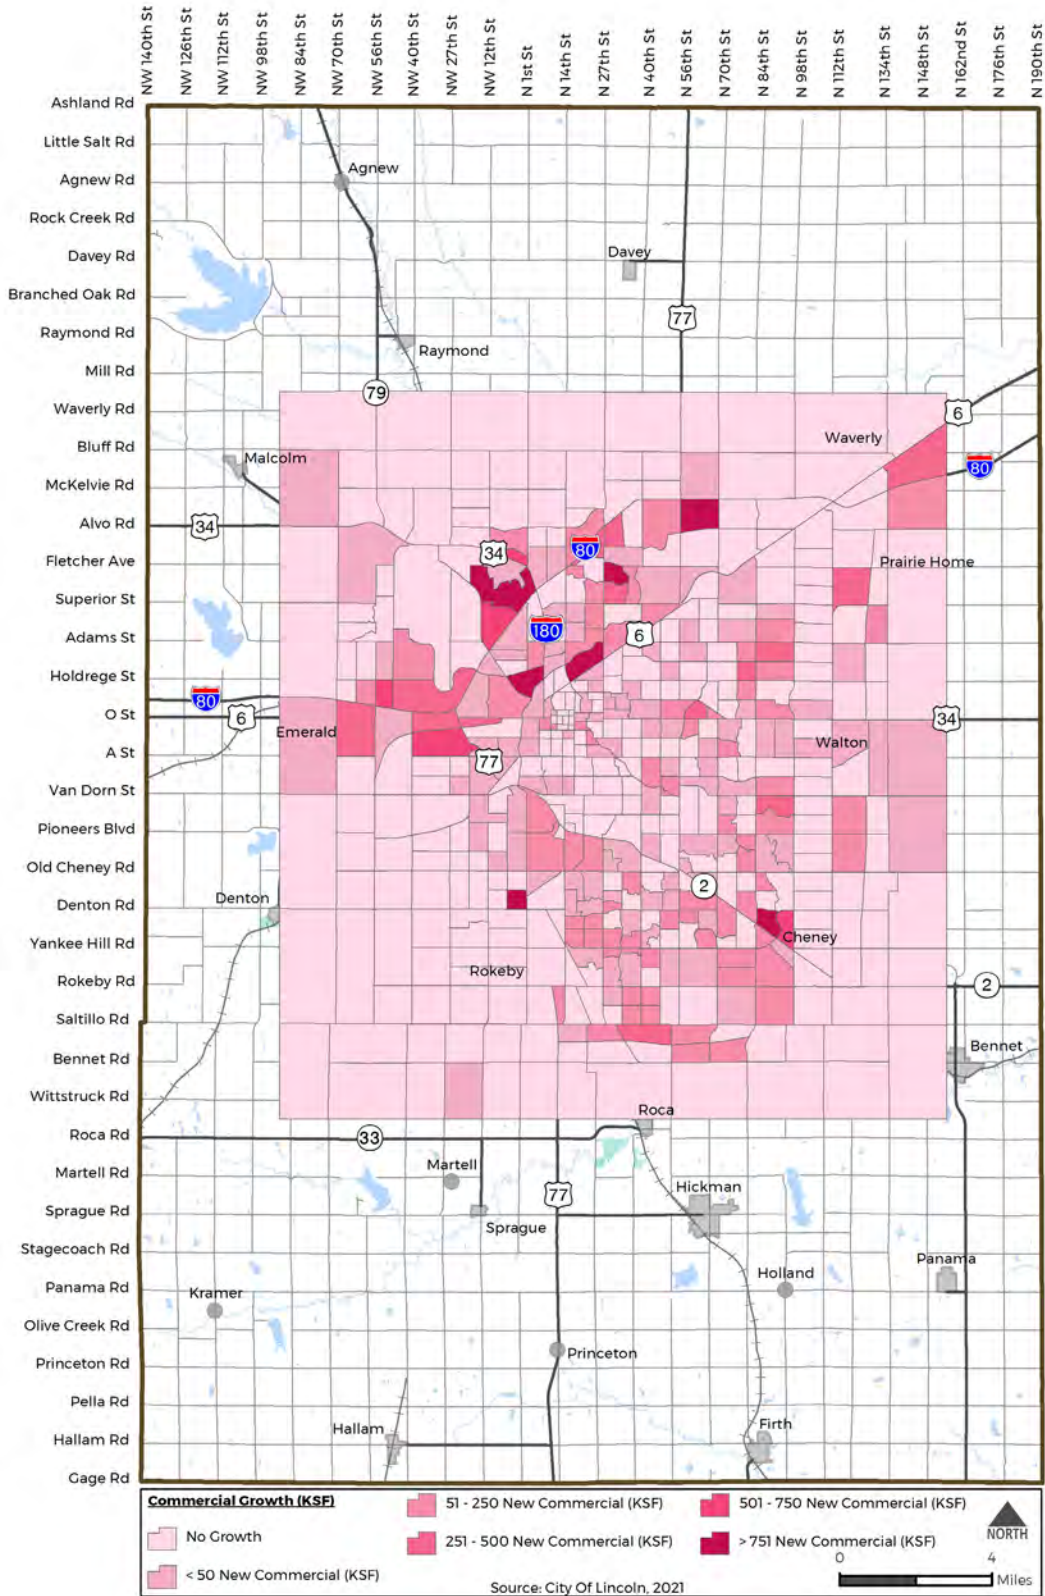 NW 140th St
NW 126th St
NW 112th St
NW 98th St
NW 84th St
NW 70th St
NW 56th St
NW 40th St
NW 27th St
NW 12th St
N 1st St
N 14th St
N 27th St
N 40th St
N 56th St
N 70th St
N 84th St
N 98th St
N 112th St
N 134th St
N 148th St
N 162nd St
N 176th St
N 190th St
Ashland Rd
Little Salt Rd
Agnew Rd
Rock Creek Rd
Davey Rd
Branched Oak Rd
Raymond Rd
Mill Rd
Waverly Rd
Bluff Rd
McKelvie Rd
Alvo Rd
Fletcher Ave
Superior St
Adams St
Holdrege St
O St
A St
Van Dorn St
Pioneers Blvd
Old Cheney Rd
Denton Rd
Yankee Hill Rd
Rokeby Rd
Saltillo Rd
Bennet Rd
Wittstruck Rd
Roca Rd
Martell Rd
Sprague Rd
Stagecoach Rd
Panama Rd
Olive Creek Rd
Princeton Rd
Pella Rd
Hallam Rd
Gage Rd
Agnew
Davey
77
Raymond
79
6
Waverly
Malcolm
80
34
34
80
Prairie Home
180
6
80
6
Emerald
34
Walton
77
2
Denton
Cheney
Rokeby
2
Bennet
Roca
33
Martell
77
Hickman
Sprague
Panama
Holland
Kramer
Princeton
Hallam
Firth
Commercial Growth (KSF)
No Growth
< 50 New Commercial (KSF)
51 - 250 New Commercial (KSF)
251 - 500 New Commercial (KSF)
501 - 750 New Commercial (KSF)
> 751 New Commercial (KSF)
NORTH
0 4
Miles
Source: City Of Lincoln, 2021